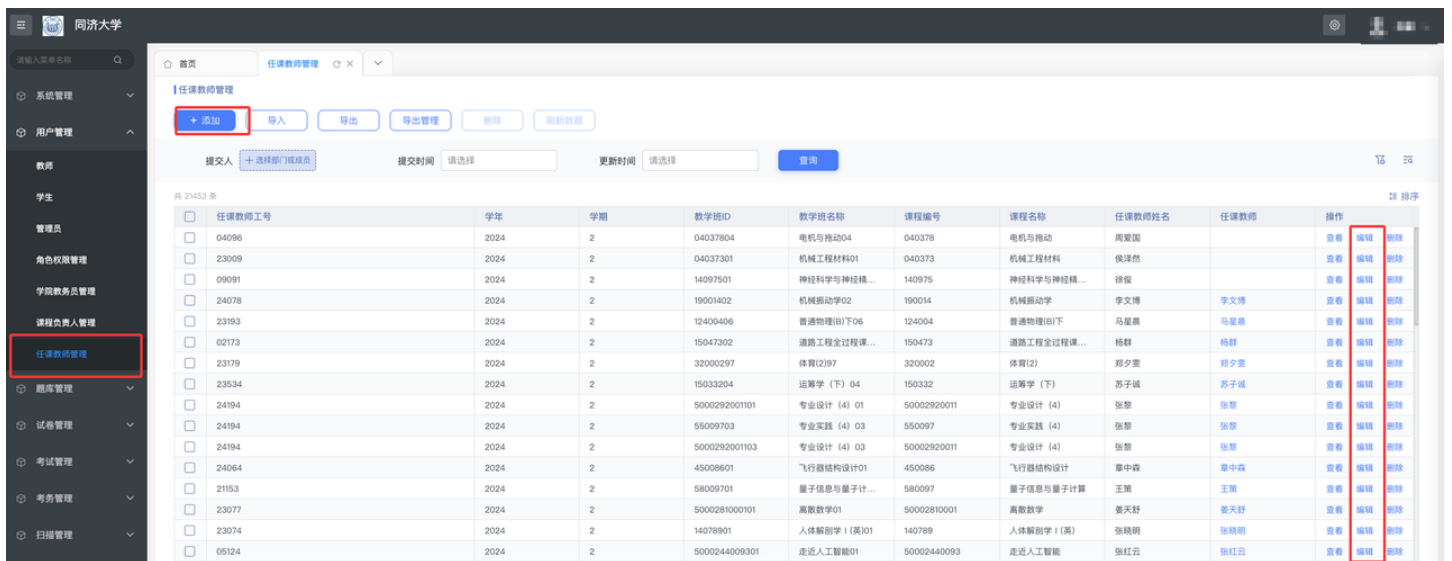 同济大学
请输入菜单名称
首页
任课教师管理
系统管理
用户管理
教师
学生
管理员
角色权限管理
学院教务员管理
课程负责人管理
任课教师管理
题库管理
试卷管理
考试管理
考务管理
扫描管理
任课教师管理
+ 添加 导入 导出 导出管理 删除 刷新数据
提交人 + 选择部门或成员 提交时间 请选择 更新时间 请选择 查询
共 21453 条 排序
任课教师工号 学年 学期 教学班ID 教学班名称 课程编号 课程名称 任课教师姓名 任课教师 操作
04096 2024 2 04037804 电机与拖动04 040378 电机与拖动 周爱国 查看 编辑 删除
23009 2024 2 04037301 机械工程材料01 040373 机械工程材料 侯泽然 查看 编辑 删除
09091 2024 2 14097501 神经科学与神经精... 140975 神经科学与神经精... 徐俊 查看 编辑 删除
24078 2024 2 19001402 机械振动学02 190014 机械振动学 李文博 李文博 查看 编辑 删除
23193 2024 2 12400406 普通物理(B)下06 124004 普通物理(B)下 马星晨 马星晨 查看 编辑 删除
02173 2024 2 15047302 道路工程全过程课... 150473 道路工程全过程课... 杨群 杨群 查看 编辑 删除
23179 2024 2 32000297 体育(2)97 320002 体育(2) 郑夕雯 郑夕雯 查看 编辑 删除
23534 2024 2 15033204 运筹学（下）04 150332 运筹学（下） 苏子诚 苏子诚 查看 编辑 删除
24194 2024 2 5000292001101 专业设计（4）01 50002920011 专业设计（4） 张黎 张黎 查看 编辑 删除
24194 2024 2 55009703 专业实践（4）03 550097 专业实践（4） 张黎 张黎 查看 编辑 删除
24194 2024 2 5000292001103 专业设计（4）03 50002920011 专业设计（4） 张黎 张黎 查看 编辑 删除
24064 2024 2 45008601 飞行器结构设计01 450086 飞行器结构设计 章中森 章中森 查看 编辑 删除
21153 2024 2 58009701 量子信息与量子计... 580097 量子信息与量子计算 王策 王策 查看 编辑 删除
23077 2024 2 5000281000101 离散数学01 50002810001 离散数学 姜天舒 姜天舒 查看 编辑 删除
23074 2024 2 14078901 人体解剖学Ⅰ(英)01 140789 人体解剖学Ⅰ(英) 张晓明 张晓明 查看 编辑 删除
05124 2024 2 5000244009301 走近人工智能01 50002440093 走近人工智能 张红云 张红云 查看 编辑 删除